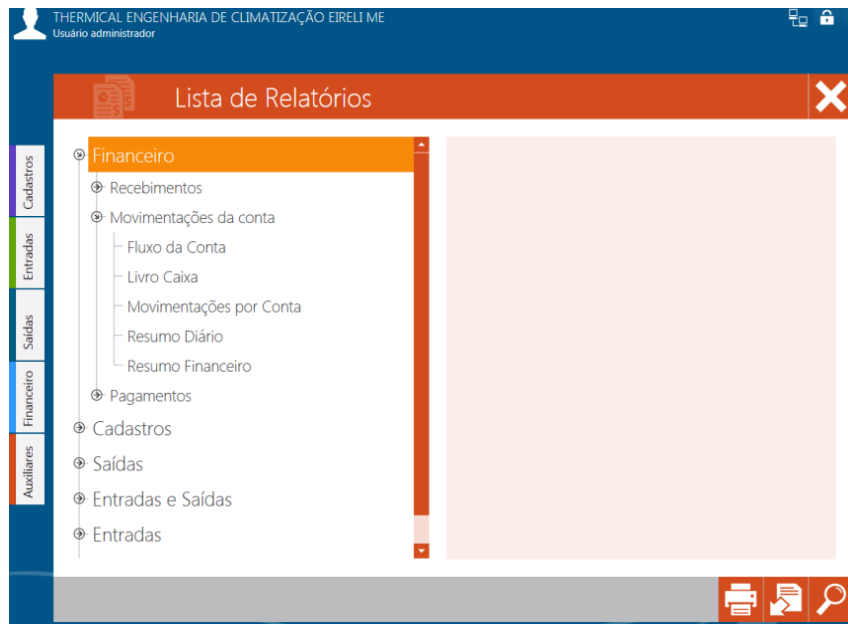 THERMICAL ENGENHARIA DE CLIMATIZAÇÃO EIRELI ME
Usuário administrador
Lista de Relatórios
Cadastros
Entradas
Saídas
Financeiro
Auxiliares
Financeiro
Recebimentos
Movimentações da conta
Fluxo da Conta
Livro Caixa
Movimentações por Conta
Resumo Diário
Resumo Financeiro
Pagamentos
Cadastros
Saídas
Entradas e Saídas
Entradas